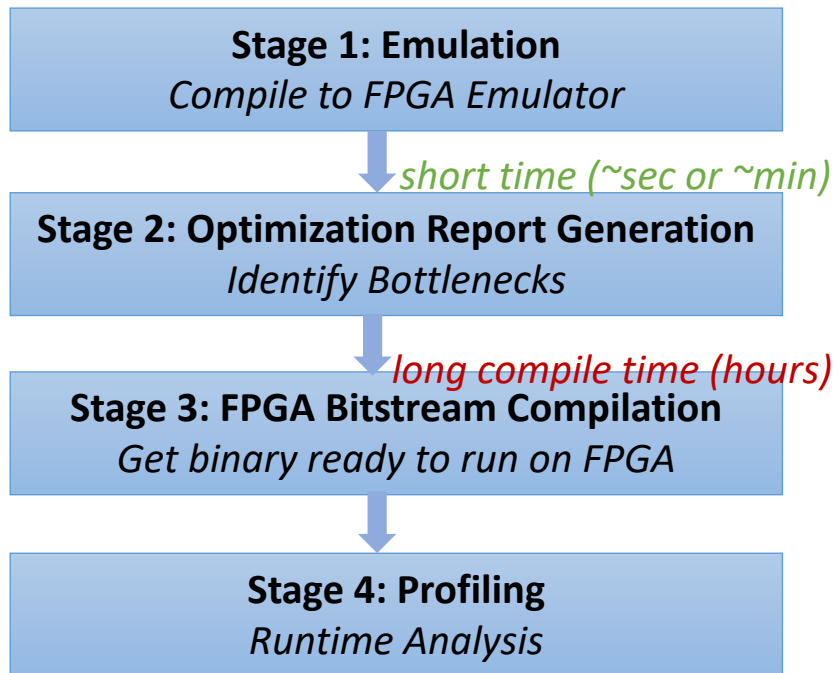 Stage 1: Emulation
Compile to FPGA Emulator
short time (~sec or ~min)
Stage 2: Optimization Report Generation
Identify Bottlenecks
long compile time (hours)
Stage 3: FPGA Bitstream Compilation
Get binary ready to run on FPGA
Stage 4: Profiling
Runtime Analysis